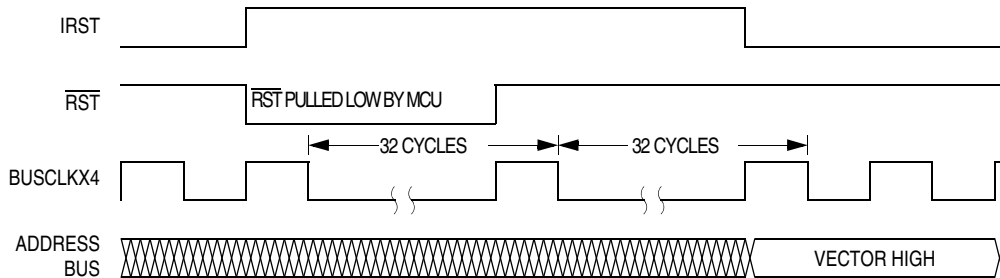 IRST
RST
RST PULLED LOW BY MCU
32 CYCLES
32 CYCLES
BUSCLKX4
ADDRESS
BUS
VECTOR HIGH